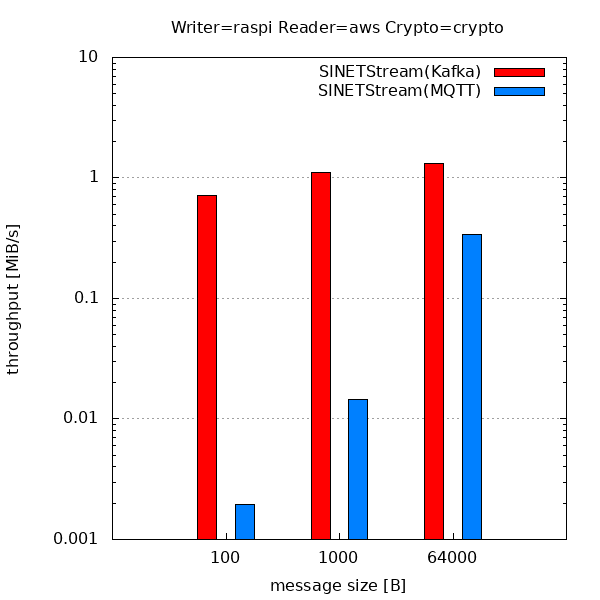 Writer=raspi Reader=aws Crypto=crypto
SINETStream(Kafka)
SINETStream(MQTT)
throughput [MiB/s]
10
1
0.1
0.01
0.001
100 1000 64000
message size [B]